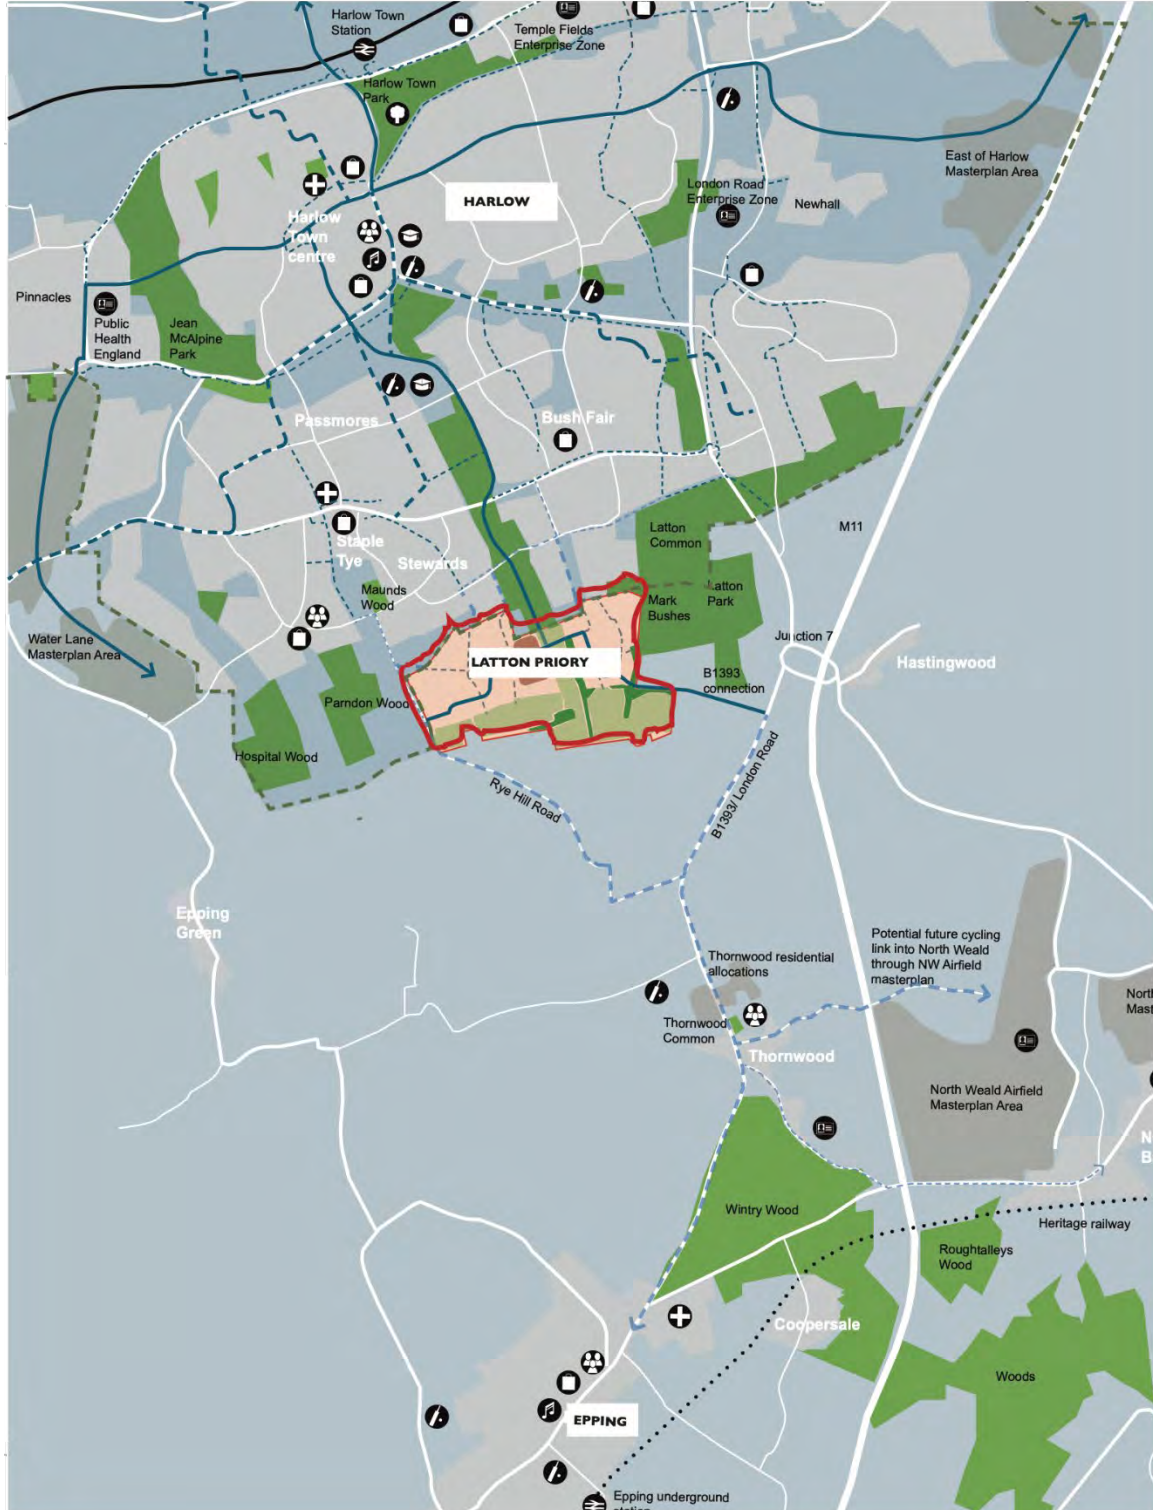 Harlow Town
Station
Temple Fields
Enterprise Zone
Harlow Town
Park
East of Harlow
Masterplan Area
HARLOW
London Road
Enterprise Zone
Newhall
Harlow
Town
centre
Pinnacles
Public
Health
England
Jean
McAlpine
Park
Passmores
Bush Fair
Latton
Common
M11
Staple
Tye
Stewards
Maunds
Wood
Mark
Bushes
Latton
Park
Water Lane
Masterplan Area
Junction 7
LATTON PRIORY
Hastingwood
B1393
connection
Parndon Wood
Hospital Wood
Rye Hill Road
B1393/ London Road
Epping
Green
Potential future cycling
link into North Weald
through NW Airfield
masterplan
Thornwood residential
allocations
Thornwood
Common
Thornwood
North Weald Airfield
Masterplan Area
Wintry Wood
Heritage railway
Roughtalleys
Wood
Coopersale
Woods
EPPING
Epping underground